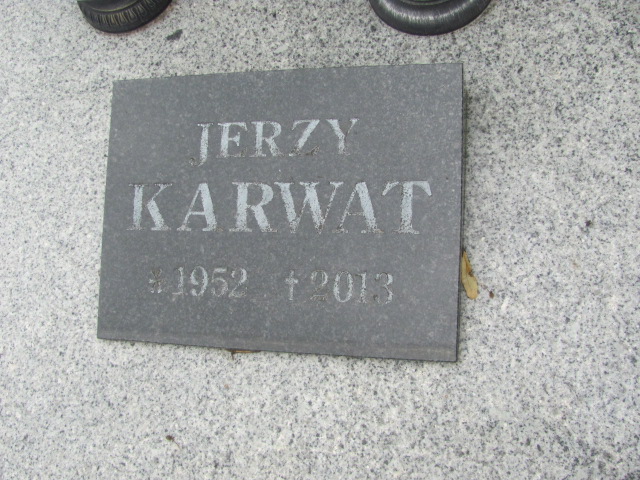 JERZY
KARWAT
* 1952 † 2013